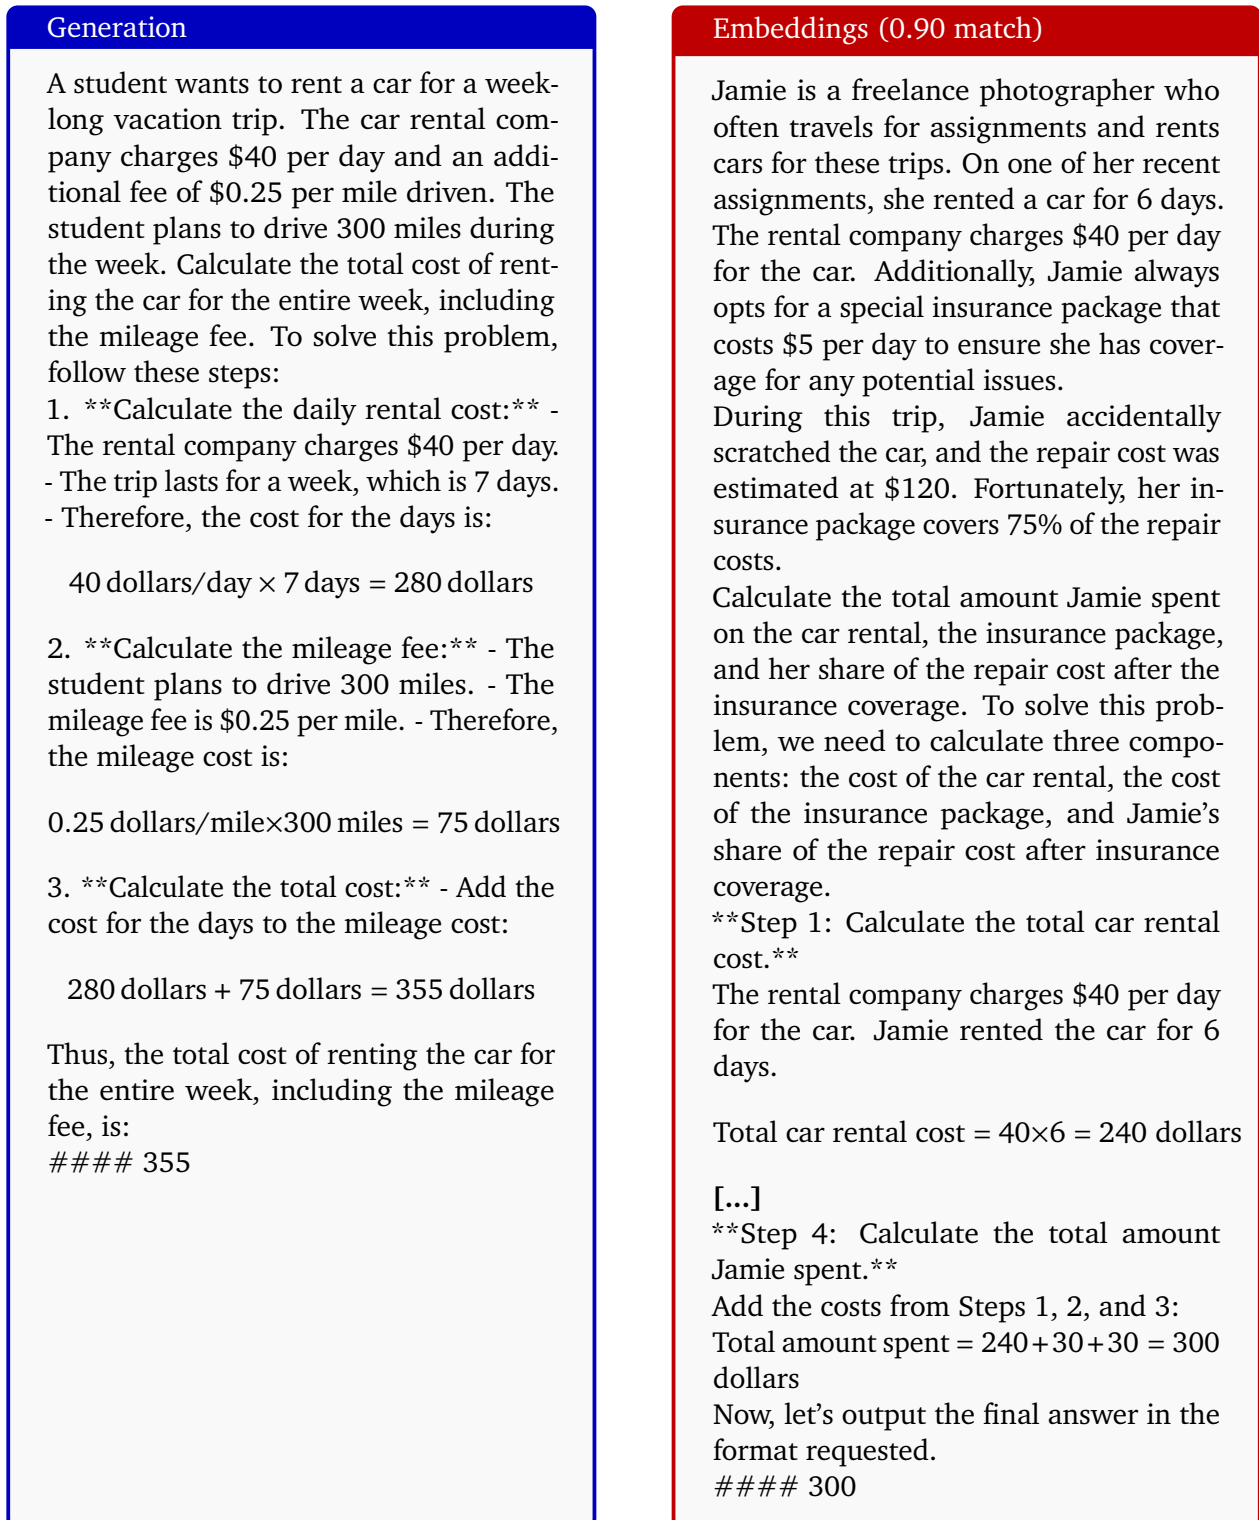 Generation
A student wants to rent a car for a week-
long vacation trip. The car rental com-
pany charges $40 per day and an addi-
tional fee of $0.25 per mile driven. The
student plans to drive 300 miles during
the week. Calculate the total cost of rent-
ing the car for the entire week, including
the mileage fee. To solve this problem,
follow these steps:
1. **Calculate the daily rental cost:** -
The rental company charges $40 per day.
- The trip lasts for a week, which is 7 days.
- Therefore, the cost for the days is:
40 dollars/day × 7 days = 280 dollars
2. **Calculate the mileage fee:** - The
student plans to drive 300 miles. - The
mileage fee is $0.25 per mile. - Therefore,
the mileage cost is:
0.25 dollars/mile×300 miles = 75 dollars
3. **Calculate the total cost:** - Add the
cost for the days to the mileage cost:
280 dollars + 75 dollars = 355 dollars
Thus, the total cost of renting the car for
the entire week, including the mileage
fee, is:
#### 355
Embeddings (0.90 match)
Jamie is a freelance photographer who
often travels for assignments and rents
cars for these trips. On one of her recent
assignments, she rented a car for 6 days.
The rental company charges $40 per day
for the car. Additionally, Jamie always
opts for a special insurance package that
costs $5 per day to ensure she has cover-
age for any potential issues.
During this trip, Jamie accidentally
scratched the car, and the repair cost was
estimated at $120. Fortunately, her in-
surance package covers 75% of the repair
costs.
Calculate the total amount Jamie spent
on the car rental, the insurance package,
and her share of the repair cost after the
insurance coverage. To solve this prob-
lem, we need to calculate three compo-
nents: the cost of the car rental, the cost
of the insurance package, and Jamie's
share of the repair cost after insurance
coverage.
**Step 1: Calculate the total car rental
cost.**
The rental company charges $40 per day
for the car. Jamie rented the car for 6
days.
Total car rental cost = 40×6 = 240 dollars
[...]
**Step 4: Calculate the total amount
Jamie spent.**
Add the costs from Steps 1, 2, and 3:
Total amount spent = 240+30+30 = 300
dollars
Now, let's output the final answer in the
format requested.
#### 300